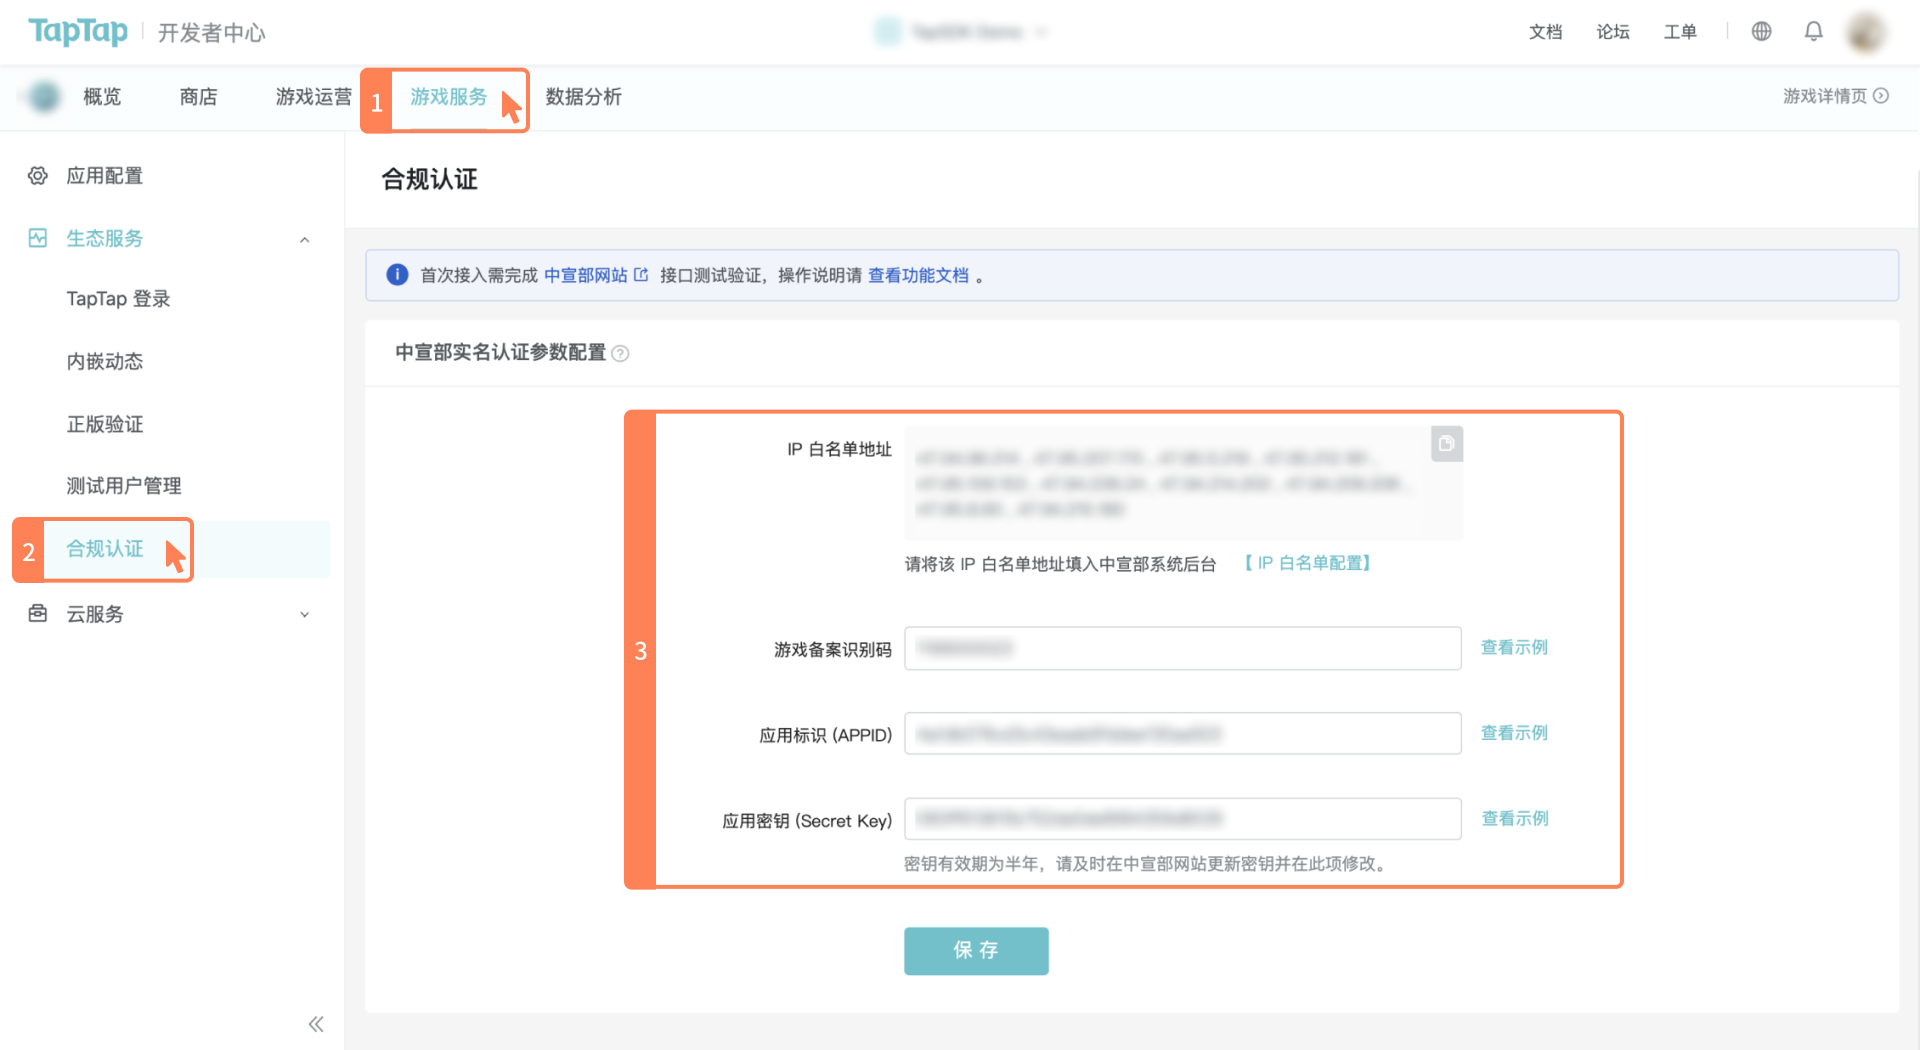 TapTap 开发者中心
文档 论坛 工单
概览 商店 游戏运营 1 游戏服务 数据分析 游戏详情页
应用配置
生态服务
TapTap 登录
内嵌动态
正版验证
测试用户管理
2 合规认证
云服务
合规认证
首次接入需完成 中宣部网站 接口测试验证，操作说明请 查看功能文档 。
中宣部实名认证参数配置
3
IP 白名单地址
请将该 IP 白名单地址填入中宣部系统后台 【 IP 白名单配置】
游戏备案识别码 查看示例
应用标识 (APPID) 查看示例
应用密钥 (Secret Key) 查看示例
密钥有效期为半年，请及时在中宣部网站更新密钥并在此项修改。
保 存